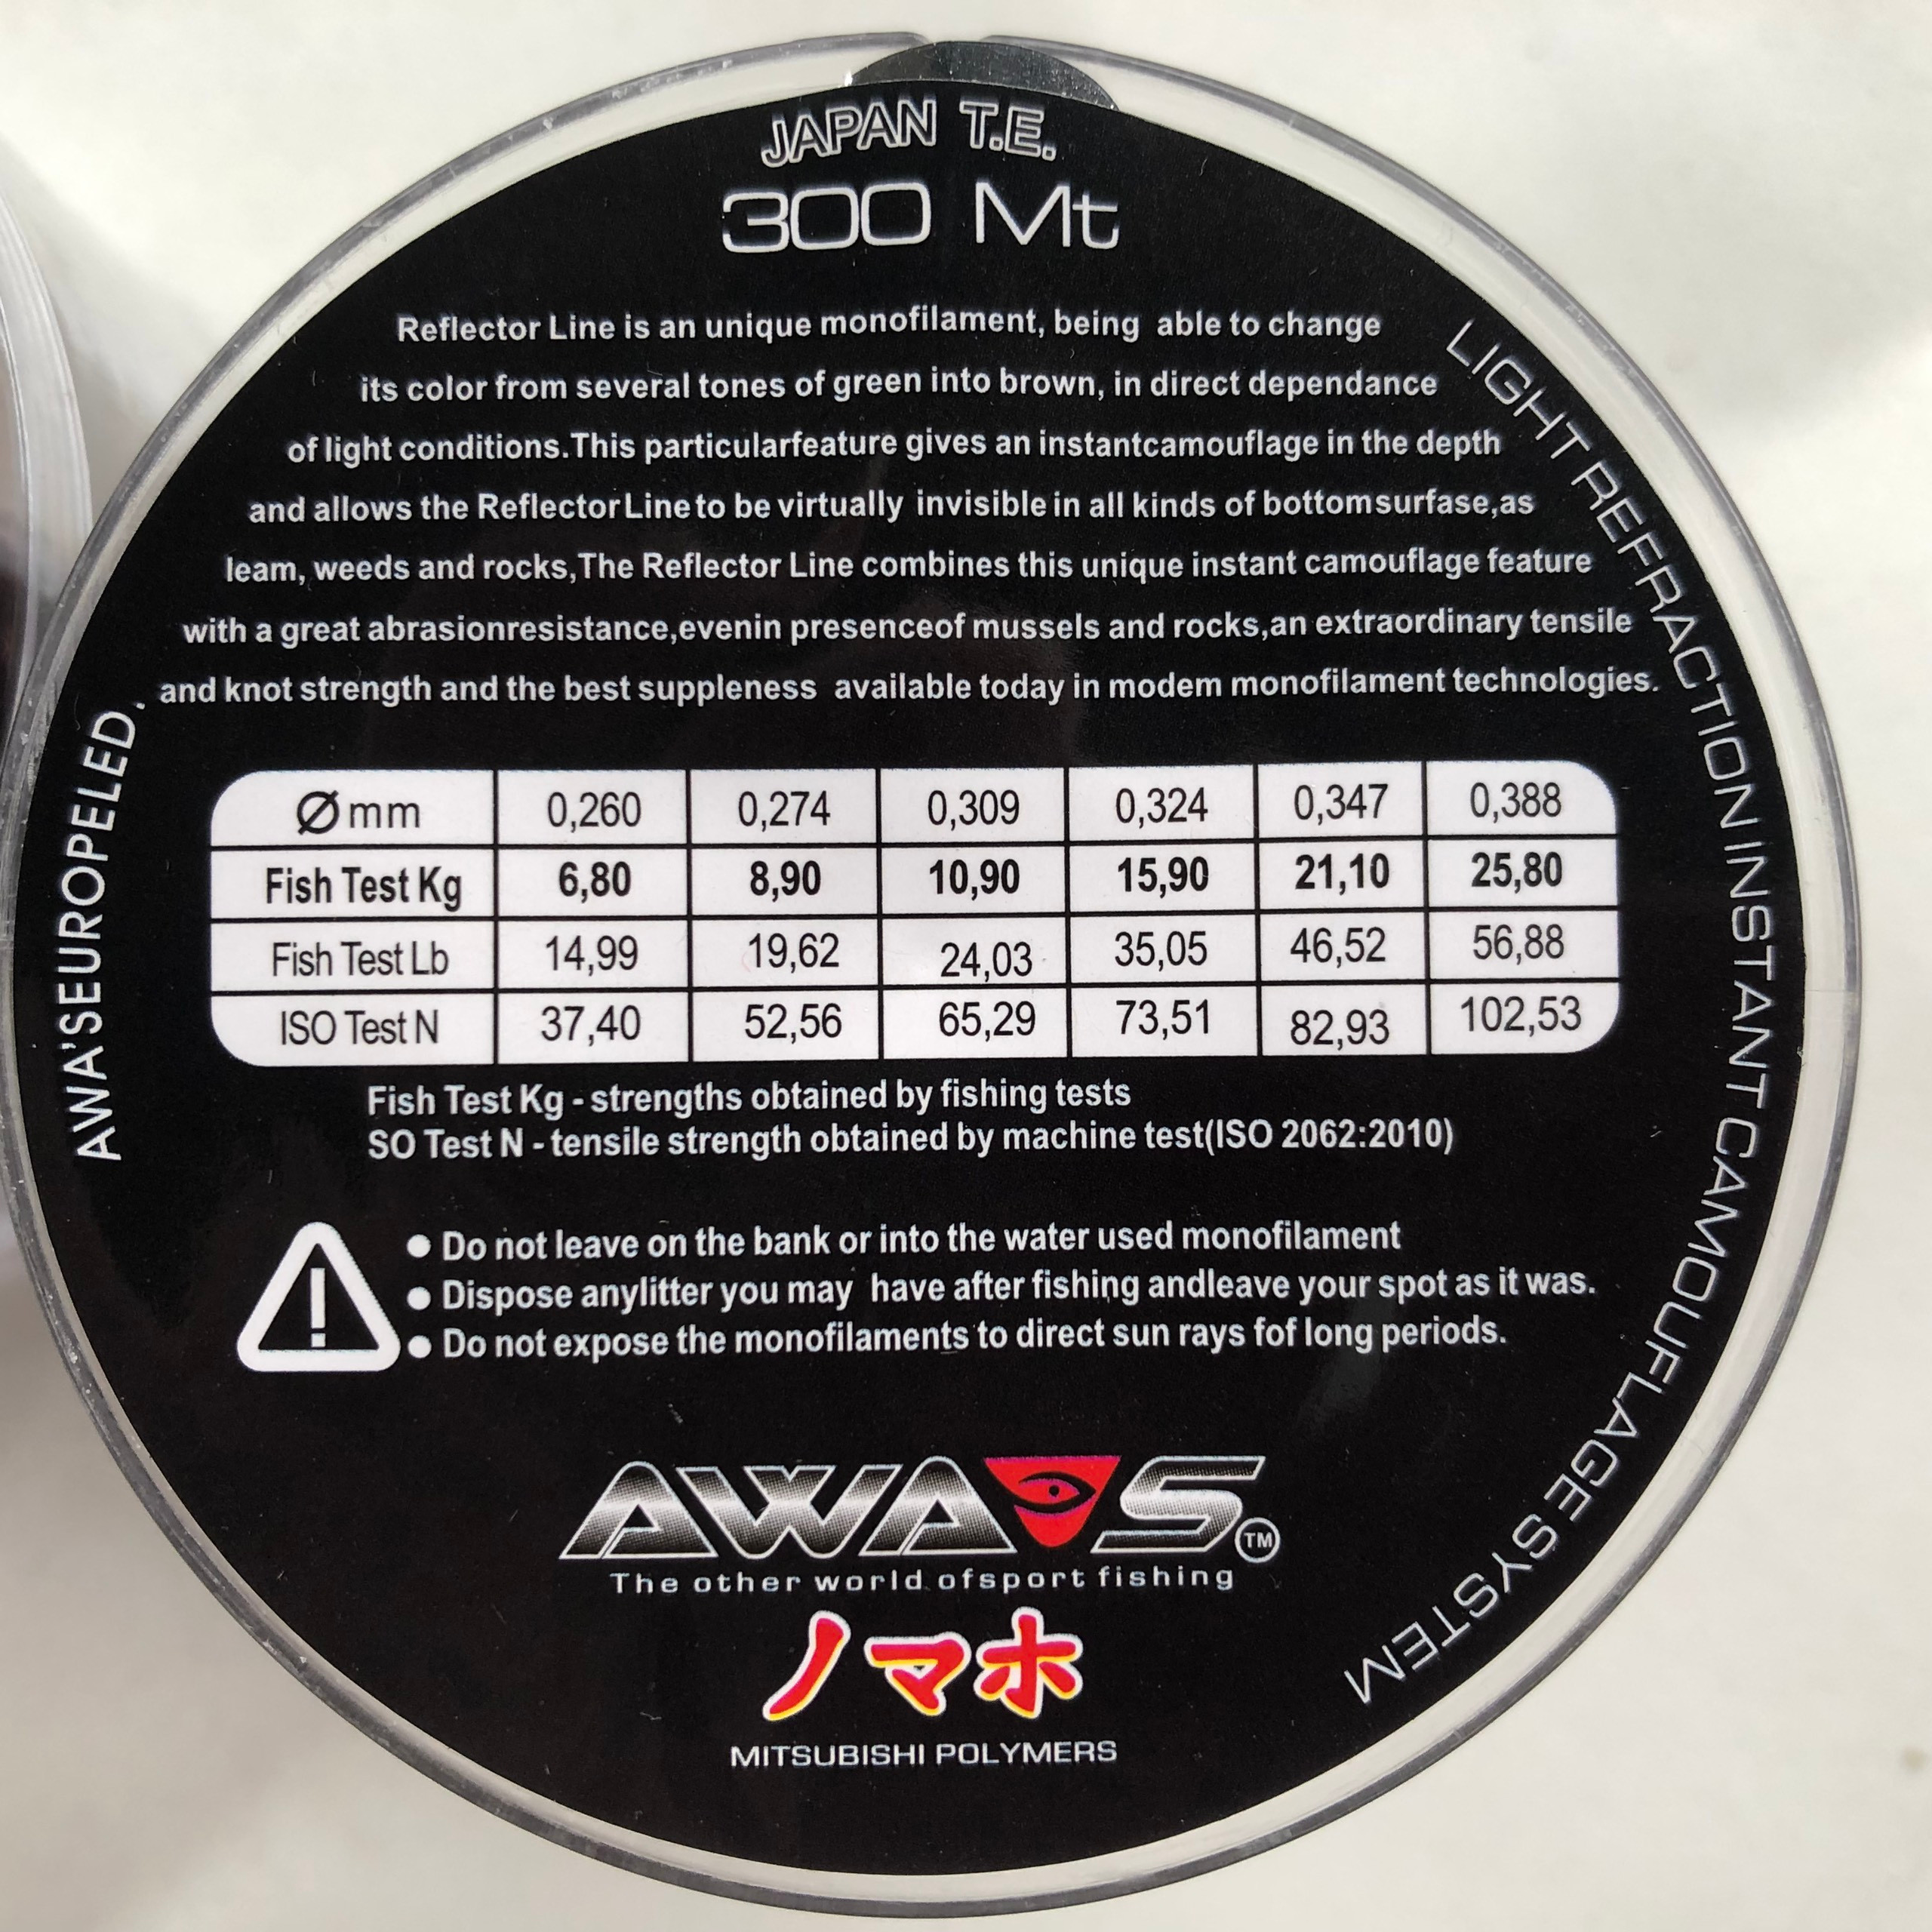 JAPAN T.E.
300 Mt
Reflector Line is an unique monofilament, being able to change
its color from several tones of green into brown, in direct dependance
of light conditions.This particularfeature gives an instantcamouflage in the depth
and allows the Reflector Line to be virtually invisible in all kinds of bottomsurfase,as
leam, weeds and rocks,The Reflector Line combines this unique instant camouflage feature
with a great abrasionresistance,evenin presenceof mussels and rocks,an extraordinary tensile
and knot strength and the best suppleness available today in modem monofilament technologies.
LIGHT REFRACTION INSTANT CAMOUFLAGE SYSTEM
AWA'SEUROPELED.
Ø mm 0,260 0,274 0,309 0,324 0,347 0,388
Fish Test Kg 6,80 8,90 10,90 15,90 21,10 25,80
Fish Test Lb 14,99 19,62 24,03 35,05 46,52 56,88
ISO Test N 37,40 52,56 65,29 73,51 82,93 102,53
Fish Test Kg - strengths obtained by fishing tests
SO Test N - tensile strength obtained by machine test(ISO 2062:2010)
● Do not leave on the bank or into the water used monofilament
● Dispose anylitter you may have after fishing andleave your spot as it was.
● Do not expose the monofilaments to direct sun rays fof long periods.
AWA S TM
The other world ofsport fishing
ノマホ
MITSUBISHI POLYMERS